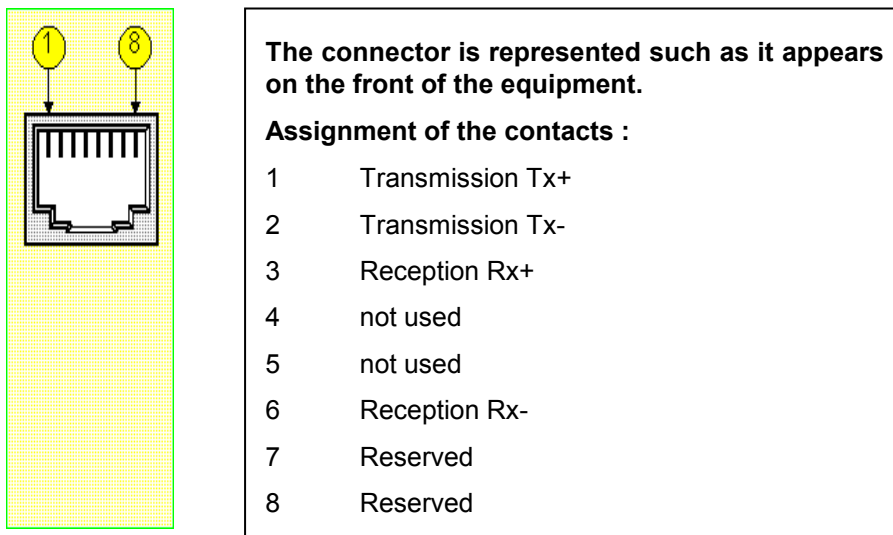 1 8
The connector is represented such as it appears
on the front of the equipment.
Assignment of the contacts :
1 Transmission Tx+
2 Transmission Tx-
3 Reception Rx+
4 not used
5 not used
6 Reception Rx-
7 Reserved
8 Reserved